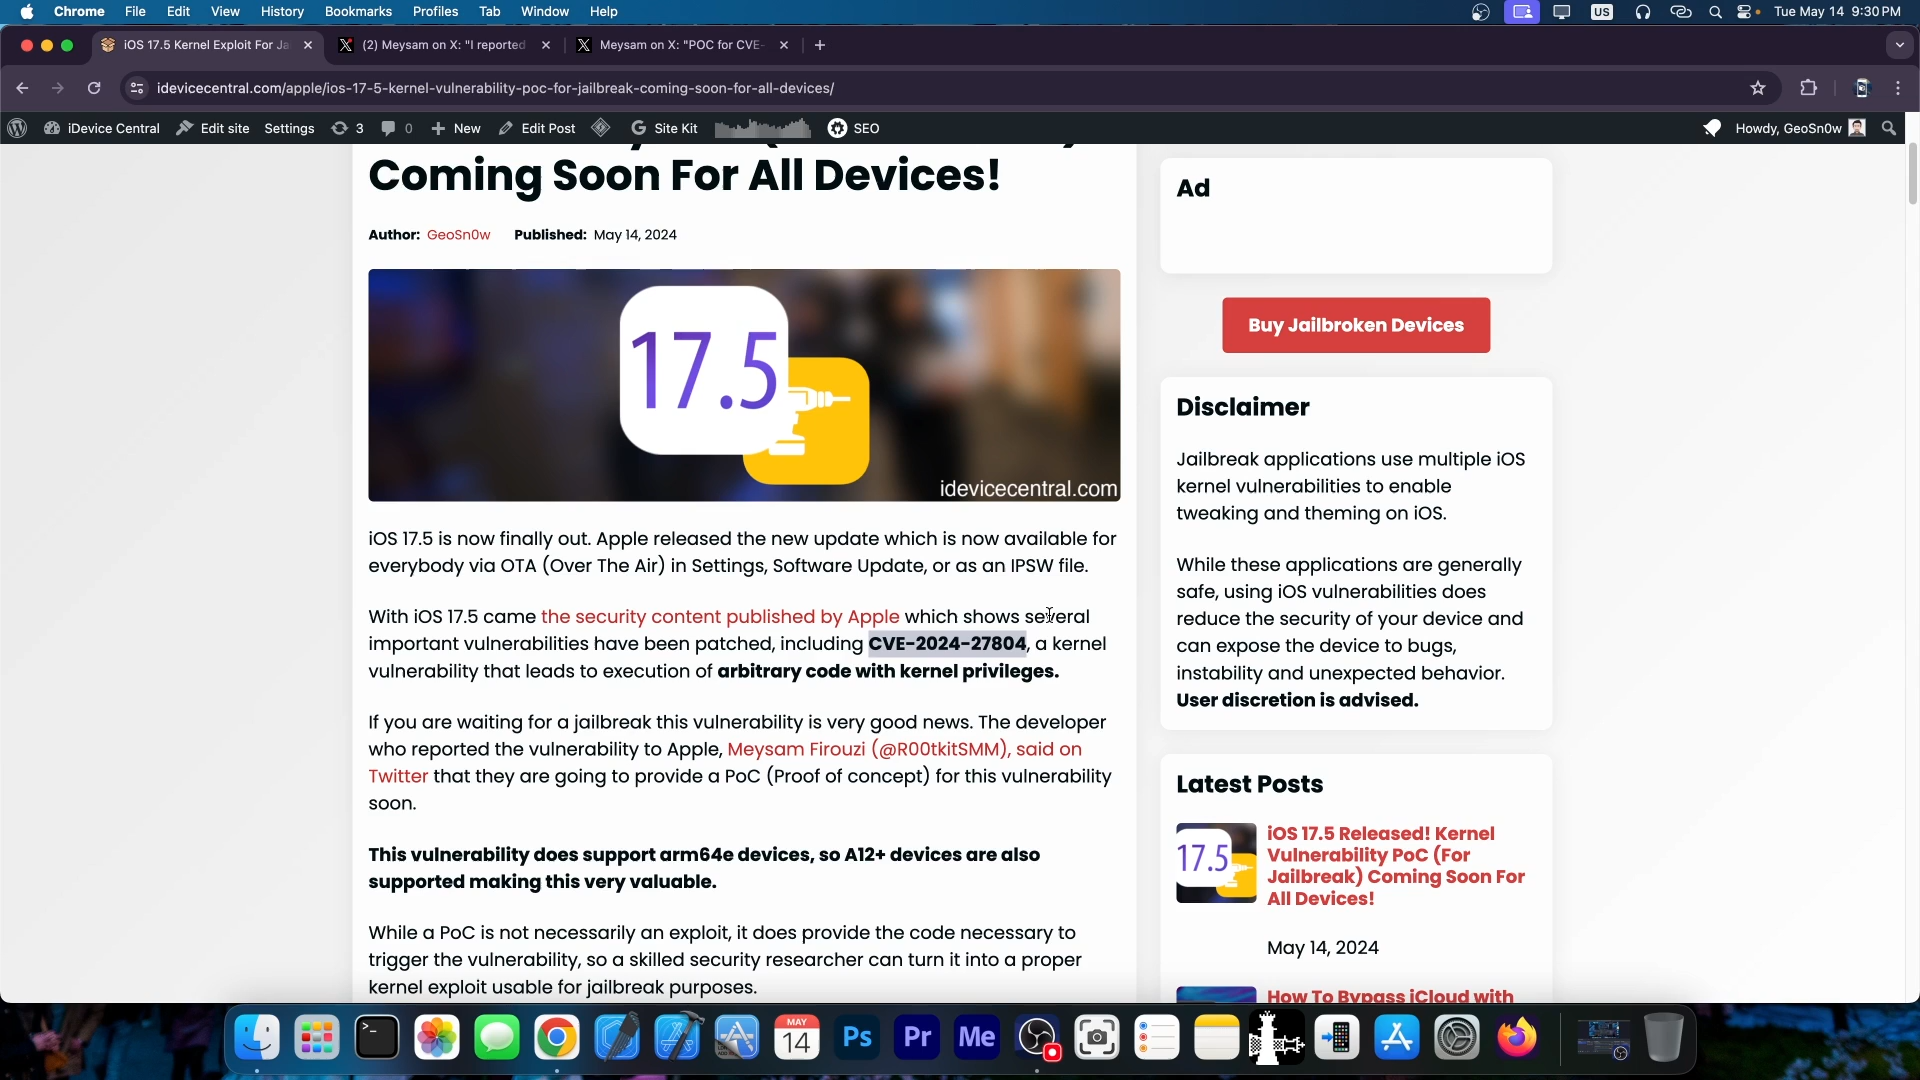 Chrome File Edit View History Bookmarks Profiles Tab Window Help
US
Tue May 14 9:30 PM
iOS 17.5 Kernel Exploit For Ja
(2) Meysam on X: "I reported
Meysam on X: "POC for CVE-
idevicecentral.com/apple/ios-17-5-kernel-vulnerability-poc-for-jailbreak-coming-soon-for-all-devices/
iDevice Central Edit site Settings 3 0 New Edit Post Site Kit SEO
Howdy, GeoSn0w
Coming Soon For All Devices!
Author: GeoSn0w Published: May 14, 2024
17.5
idevicecentral.com
iOS 17.5 is now finally out. Apple released the new update which is now available for
everybody via OTA (Over The Air) in Settings, Software Update, or as an IPSW file.
With iOS 17.5 came the security content published by Apple which shows several
important vulnerabilities have been patched, including CVE-2024-27804, a kernel
vulnerability that leads to execution of arbitrary code with kernel privileges.
If you are waiting for a jailbreak this vulnerability is very good news. The developer
who reported the vulnerability to Apple, Meysam Firouzi (@R00tkitSMM), said on
Twitter that they are going to provide a PoC (Proof of concept) for this vulnerability
soon.
This vulnerability does support arm64e devices, so A12+ devices are also
supported making this very valuable.
While a PoC is not necessarily an exploit, it does provide the code necessary to
trigger the vulnerability, so a skilled security researcher can turn it into a proper
kernel exploit usable for jailbreak purposes.
Ad
Buy Jailbroken Devices
Disclaimer
Jailbreak applications use multiple iOS
kernel vulnerabilities to enable
tweaking and theming on iOS.
While these applications are generally
safe, using iOS vulnerabilities does
reduce the security of your device and
can expose the device to bugs,
instability and unexpected behavior.
User discretion is advised.
Latest Posts
17.5
iOS 17.5 Released! Kernel
Vulnerability PoC (For
Jailbreak) Coming Soon For
All Devices!
May 14, 2024
How To Bypass iCloud with
MAY
14
Ps
Pr
Me